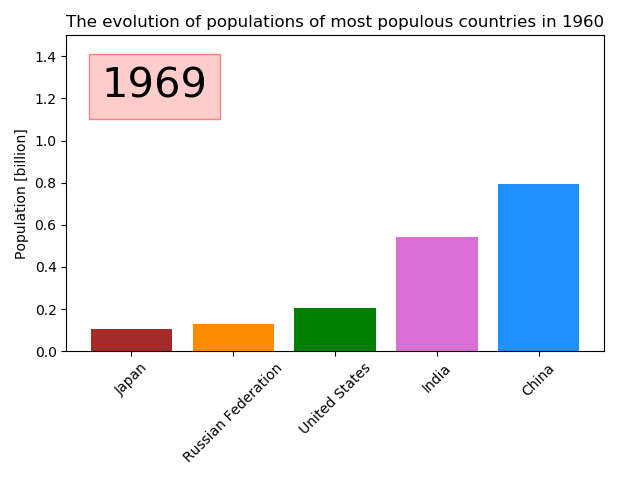 The evolution of populations of most populous countries in 1960
1969
Population [billion]
1.4
1.2
1.0
0.8
0.6
0.4
0.2
0.0
Japan
Russian Federation
United States
India
China